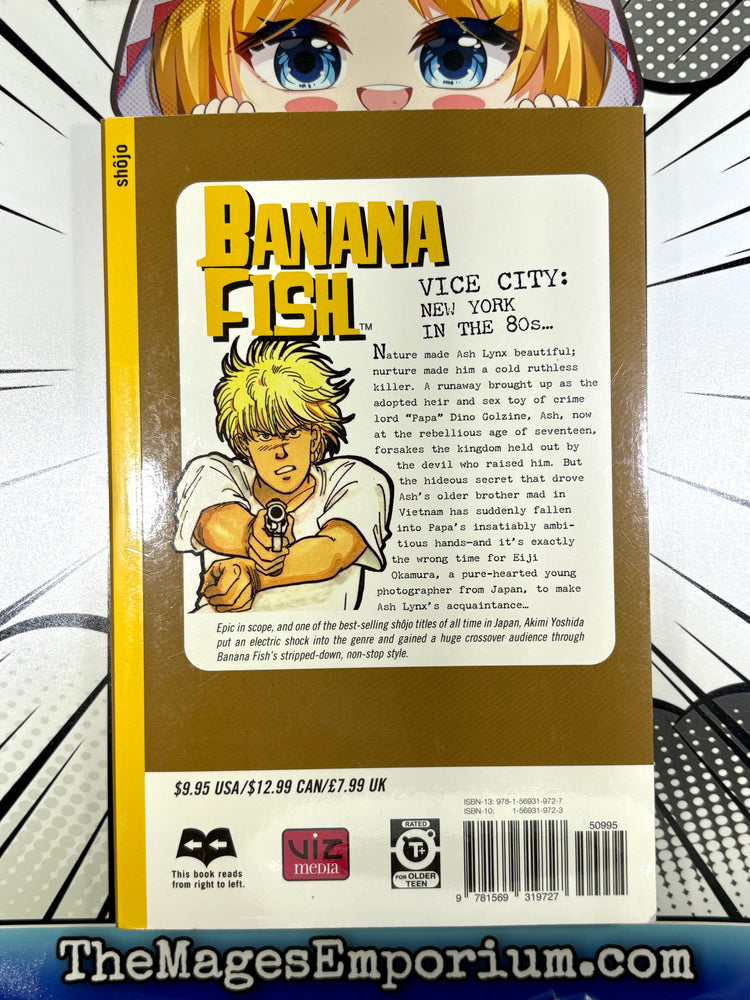 shôjo
BANANA
FISH™
VICE CITY:
NEW YORK
IN THE 80s…
Nature made Ash Lynx beautiful;
nurture made him a cold ruthless
killer. A runaway brought up as the
adopted heir and sex toy of crime
lord "Papa" Dino Golzine, Ash, now
at the rebellious age of seventeen,
forsakes the kingdom held out by
the devil who raised him. But
the hideous secret that drove
Ash's older brother mad in
Vietnam has suddenly fallen
into Papa's insatiably ambi-
tious hands—and it's exactly
the wrong time for Eiji
Okamura, a pure-hearted young
photographer from Japan, to make
Ash Lynx's acquaintance…
Epic in scope, and one of the best-selling shôjo titles of all time in Japan, Akimi Yoshida
put an electric shock into the genre and gained a huge crossover audience through
Banana Fish's stripped-down, non-stop style.
$9.95 USA/$12.99 CAN/£7.99 UK
ISBN-13: 978-1-56931-972-7
ISBN-10: 1-56931-972-3
50995
This book reads
from right to left.
VIZ
MEDIA
RATED
T+
FOR OLDER
TEEN
9 781569 319727
TheMagesEmporium.com